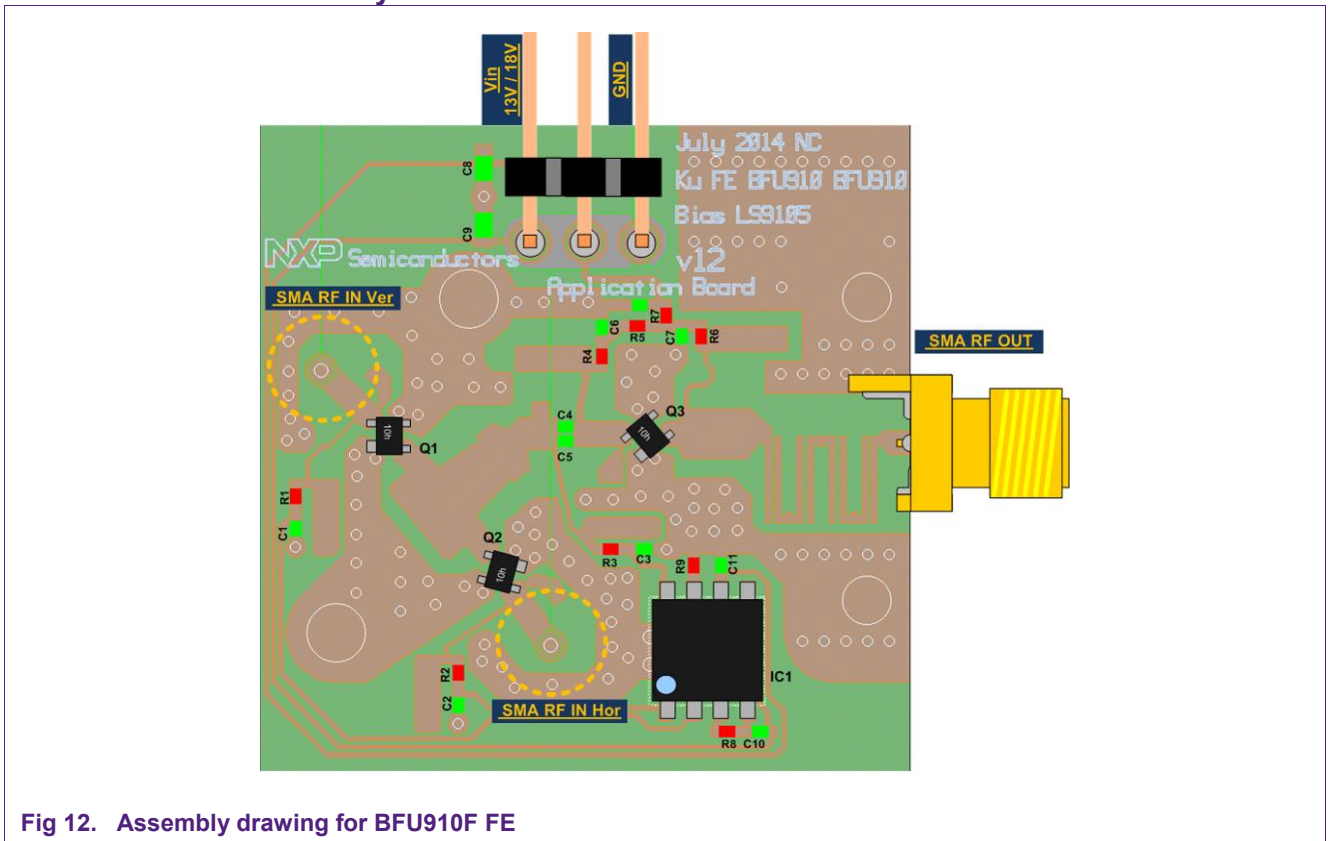 Vin
13V / 18V
GND
July 2014 NC
Ku FE BFU910 BFU910
Bias LS9105
v12
Application Board
NXP Semiconductors
C8
C9
SMA RF IN Ver
SMA RF OUT
C6
R5
R7
C7
R6
R4
C4
C5
Q3
10h
10h
Q1
R1
C1
Q2
10h
R3
C3
R9
C11
R2
C2
SMA RF IN Hor
IC1
R8
C10
Fig 12. Assembly drawing for BFU910F FE